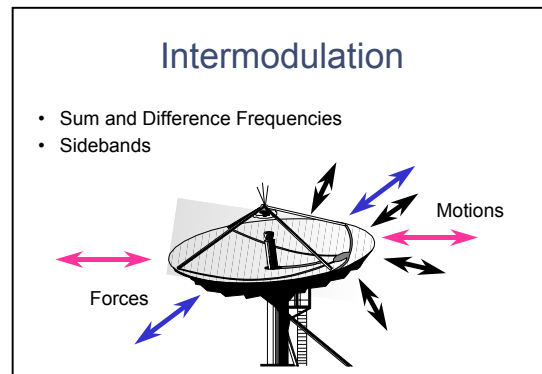 Intermodulation
• Sum and Difference Frequencies
• Sidebands
Motions
Forces